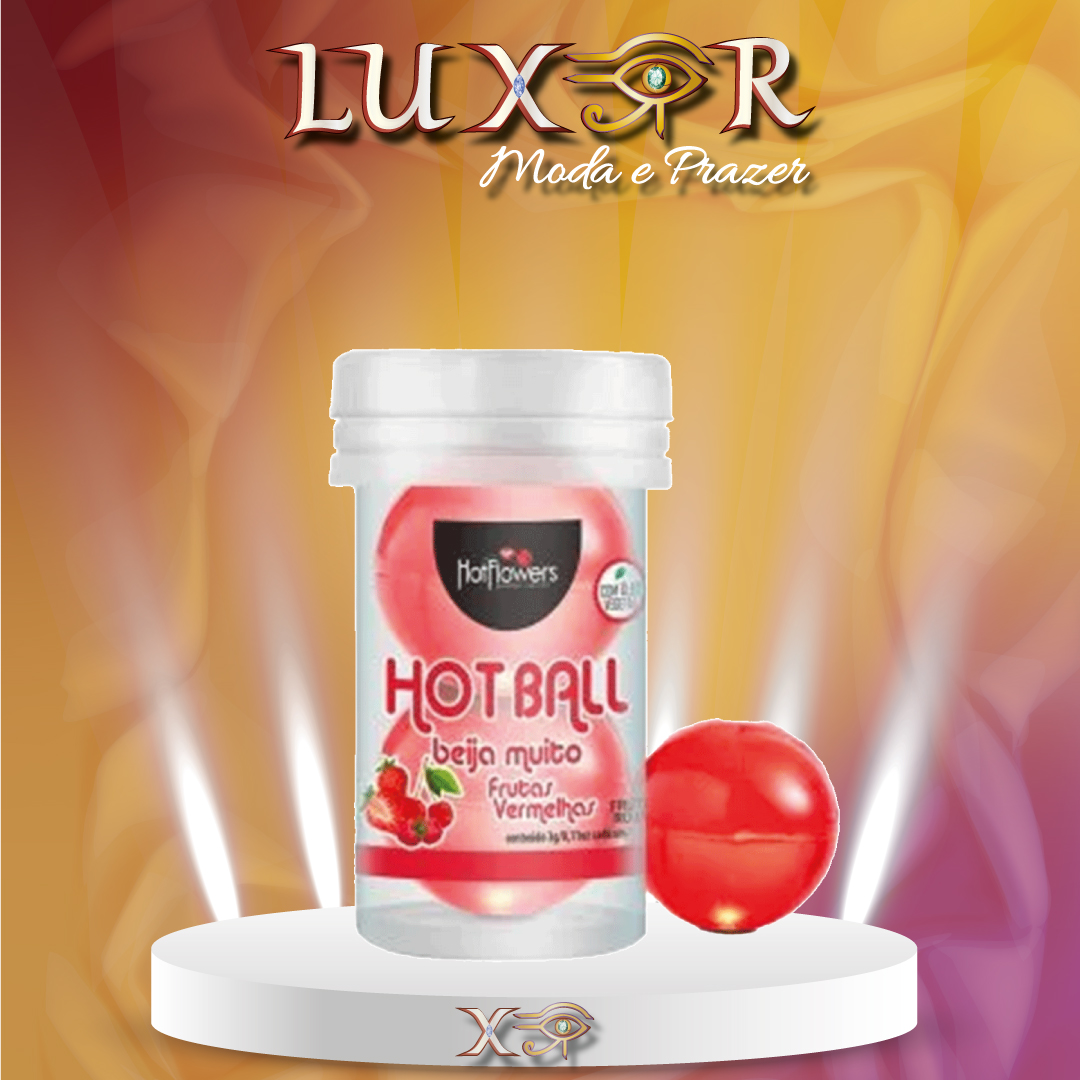 LUXOR
Moda e Prazer
HotFlowers
HOT BALL
beija muito
Frutas
Vermelhas
X